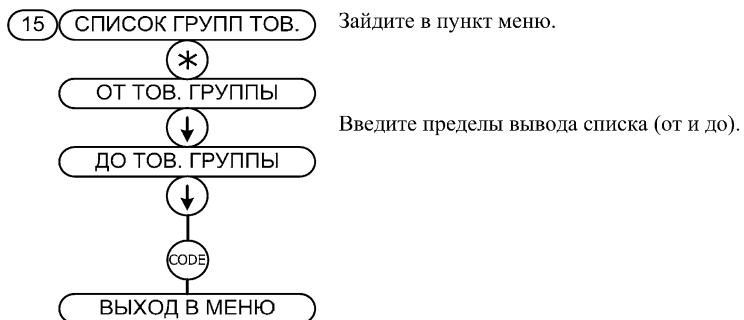 15 СПИСОК ГРУПП ТОВ. Зайдите в пункт меню.
*
ОТ ТОВ. ГРУППЫ
↓ Введите пределы вывода списка (от и до).
ДО ТОВ. ГРУППЫ
↓
CODE
ВЫХОД В МЕНЮ